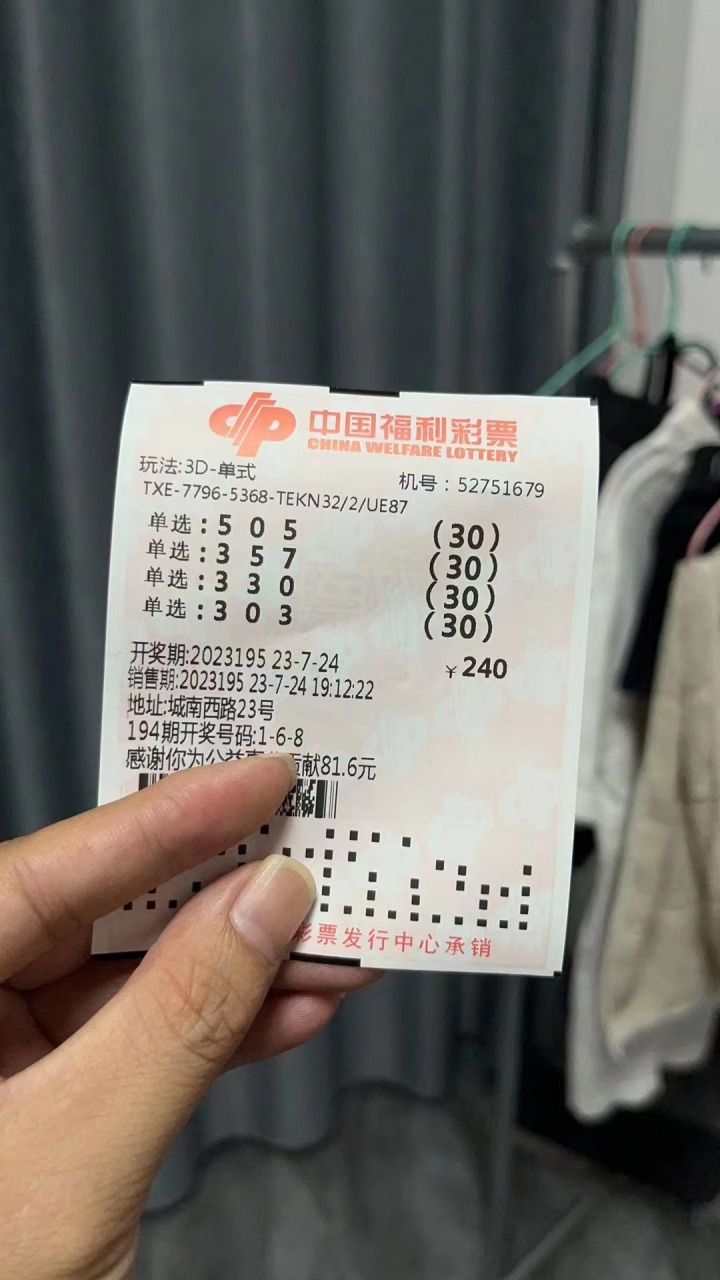 中国福利彩票
CHINA WELFARE LOTTERY
玩法:3D-单式
机号：52751679
TXE-7796-5368-TEKN32/2/UE87
单选：5 0 5 (30)
单选：3 5 7 (30)
单选：3 3 0 (30)
单选：3 0 3 (30)
¥240
开奖期:2023195 23-7-24
销售期:2023195 23-7-24 19:12:22
地址:城南西路23号
194期开奖号码:1-6-8
感谢你为公益 贡献81.6元
彩票发行中心承销